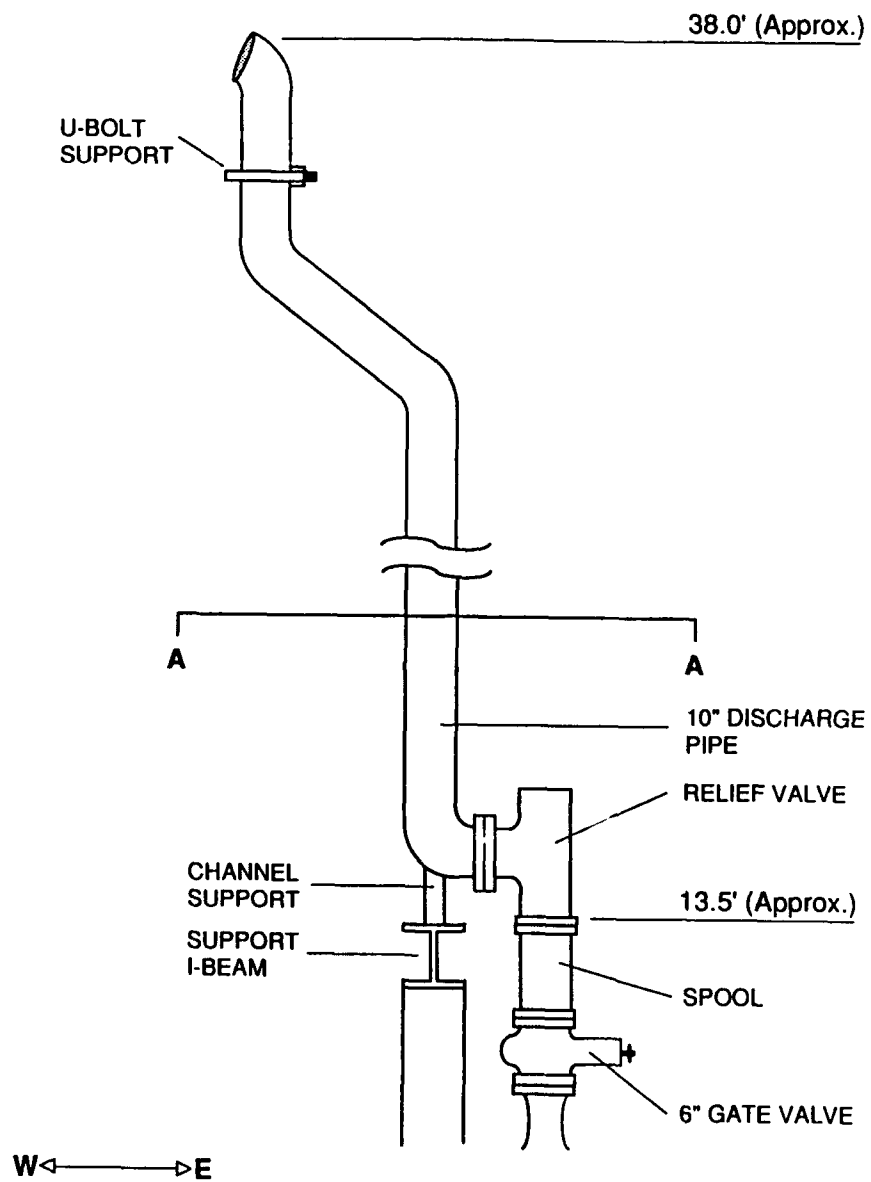 38.0' (Approx.)
U-BOLT
SUPPORT
A
A
10" DISCHARGE
PIPE
RELIEF VALVE
CHANNEL
SUPPORT
13.5' (Approx.)
SUPPORT
I-BEAM
SPOOL
6" GATE VALVE
W E